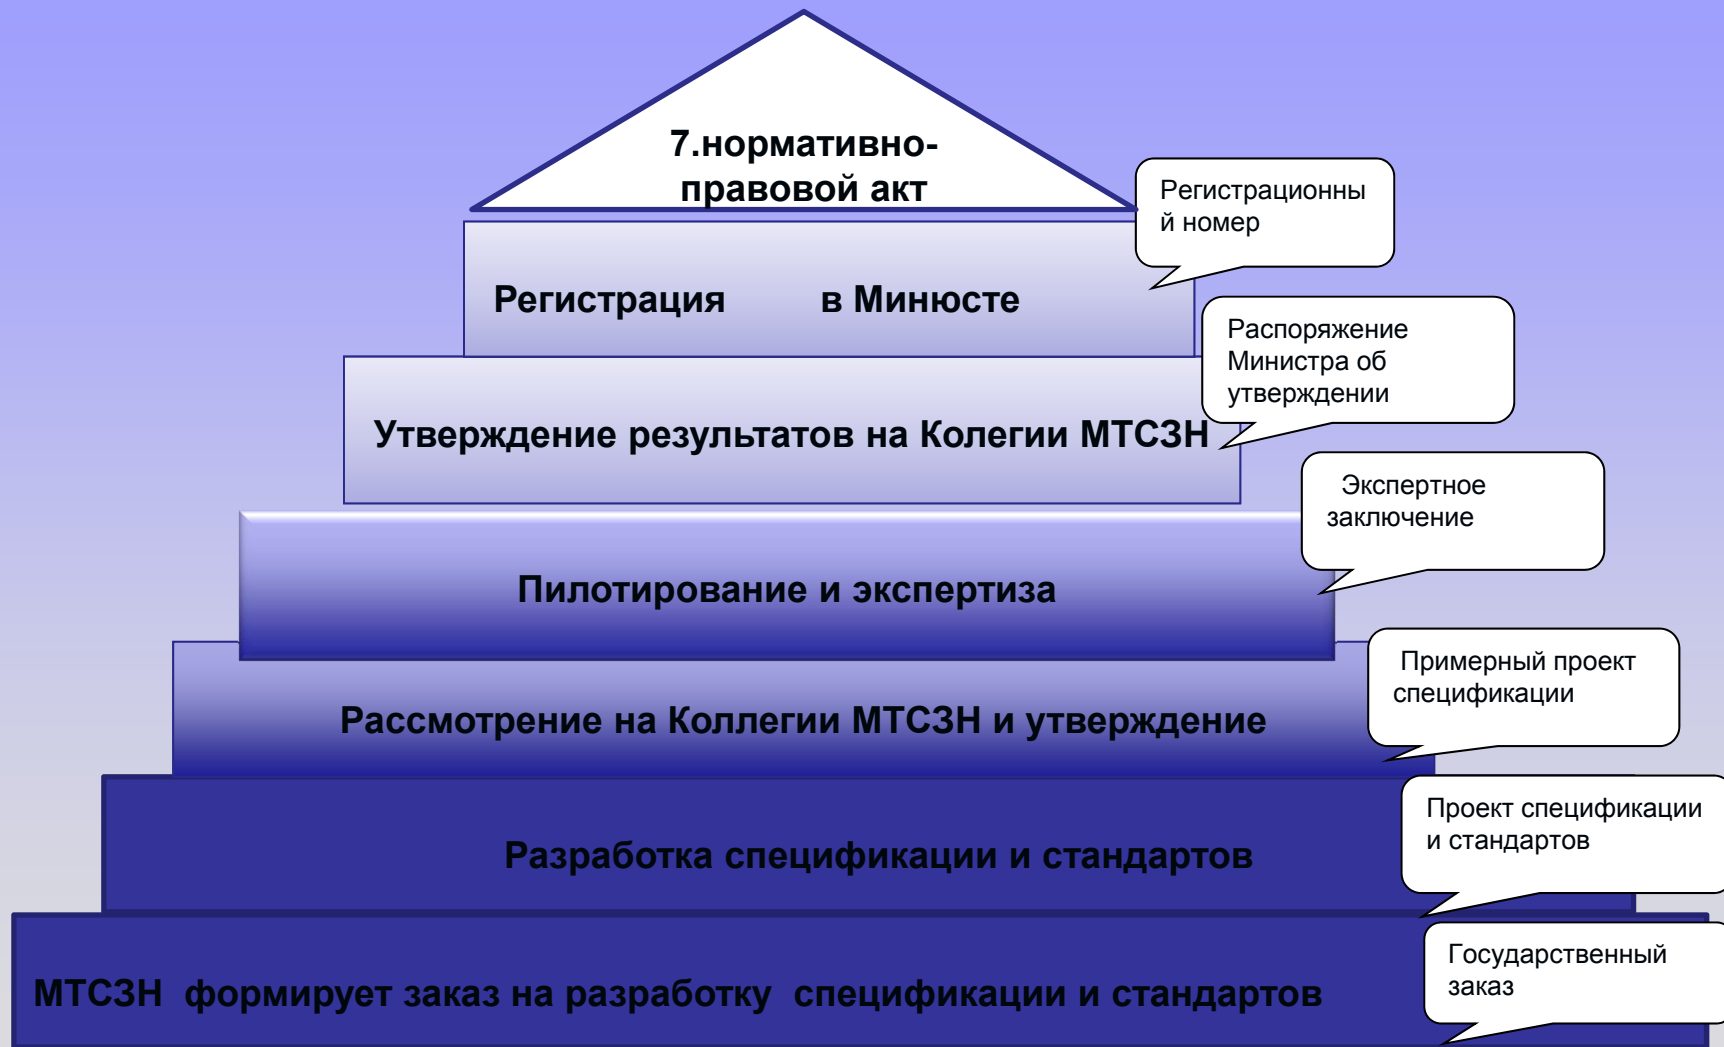 7.нормативно-
правовой акт
Регистрационны
й номер
Регистрация в Минюсте
Распоряжение
Министра об
утверждении
Утверждение результатов на Колегии МТСЗН
Экспертное
заключение
Пилотирование и экспертиза
Примерный проект
спецификации
Рассмотрение на Коллегии МТСЗН и утверждение
Проект спецификации
и стандартов
Разработка спецификации и стандартов
Государственный
заказ
МТСЗН формирует заказ на разработку спецификации и стандартов